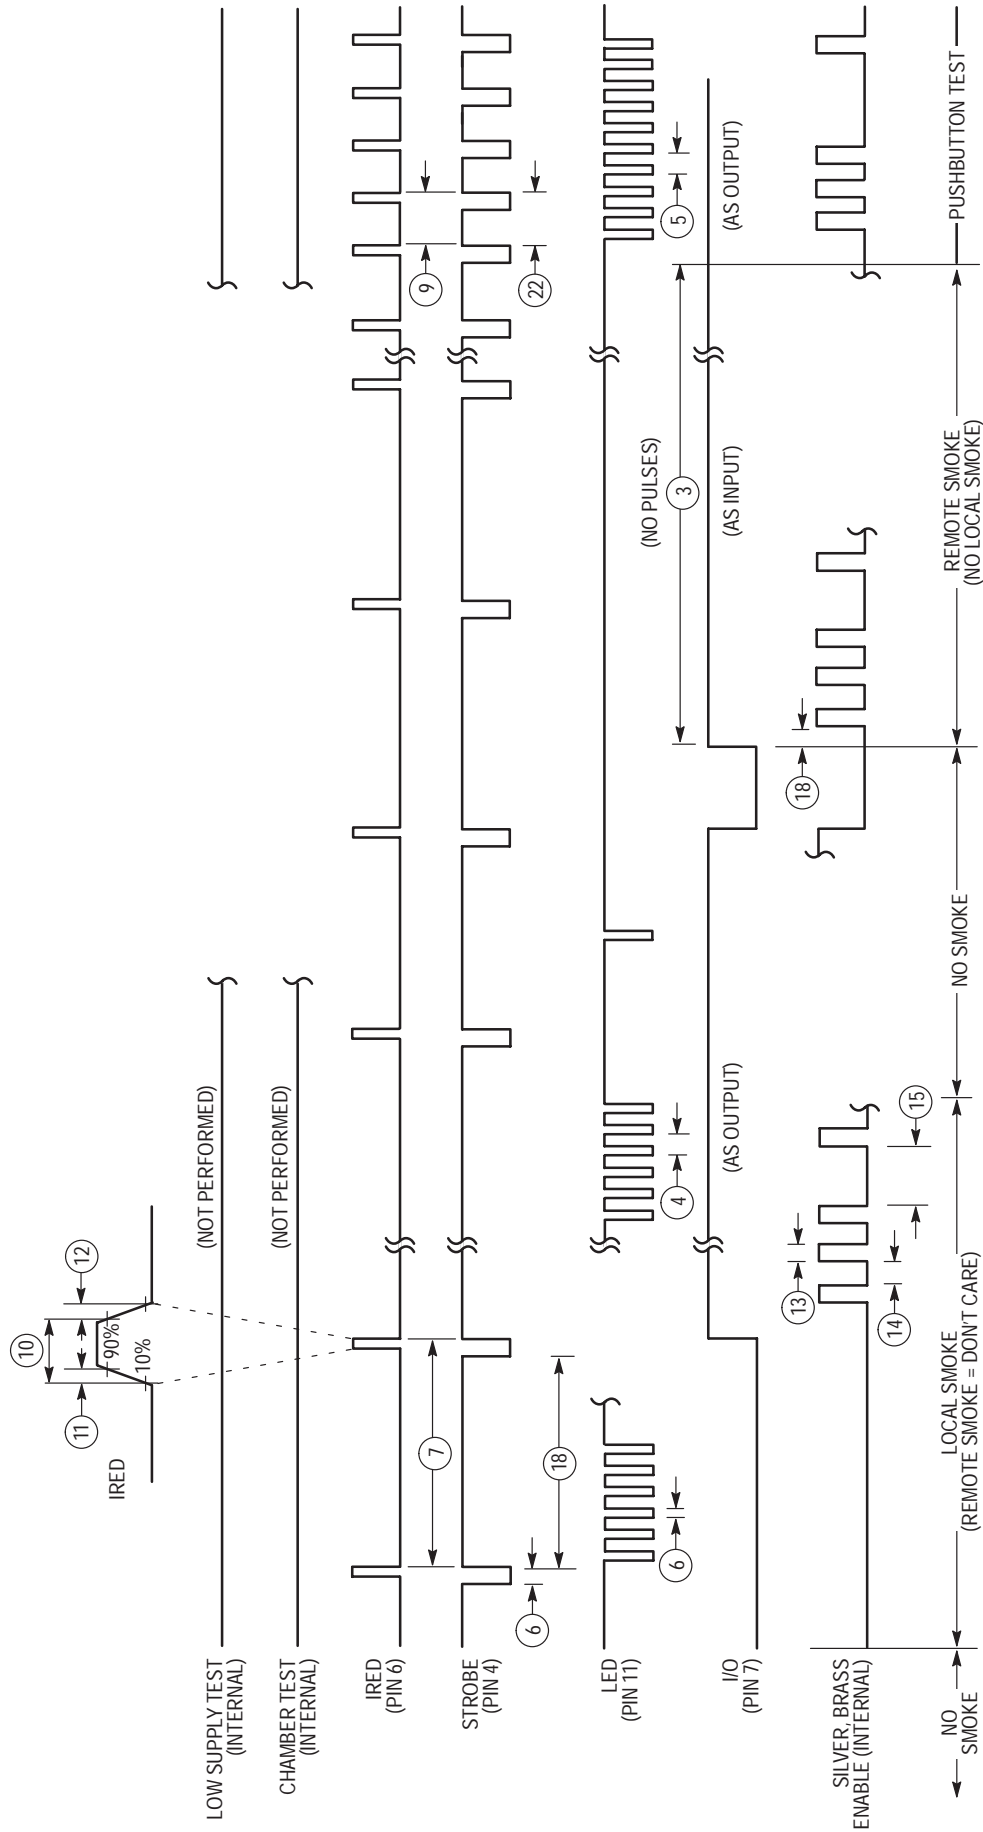 10
11
12
90%
10%
IRED
LOW SUPPLY TEST
(INTERNAL)
(NOT PERFORMED)
CHAMBER TEST
(INTERNAL)
(NOT PERFORMED)
IRED
(PIN 6)
7
9
STROBE
(PIN 4)
6
18
22
LED
(PIN 11)
6
4
(NO PULSES)
5
3
I/O
(PIN 7)
(AS OUTPUT)
(AS INPUT)
(AS OUTPUT)
SILVER, BRASS
ENABLE (INTERNAL)
13
14
15
18
NO
SMOKE
LOCAL SMOKE
(REMOTE SMOKE = DON'T CARE)
NO SMOKE
REMOTE SMOKE
(NO LOCAL SMOKE)
PUSHBUTTON TEST